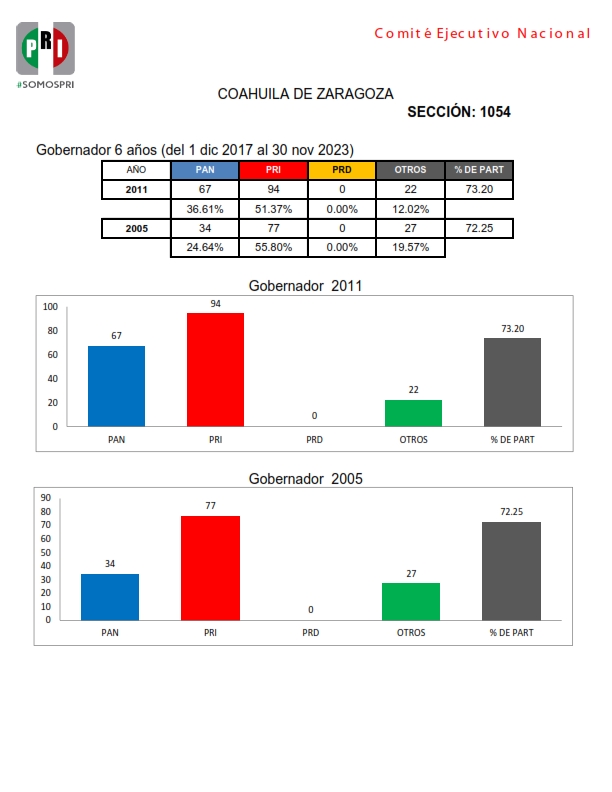 PRI
#SOMOSPRI
Comité Ejecutivo Nacional
COAHUILA DE ZARAGOZA
SECCIÓN: 1054
Gobernador 6 años (del 1 dic 2017 al 30 nov 2023)
AÑO PAN PRI PRD OTROS % DE PART
2011 67 94 0 22 73.20
36.61% 51.37% 0.00% 12.02%
2005 34 77 0 27 72.25
24.64% 55.80% 0.00% 19.57%
Gobernador 2011
100
80
60
40
20
0
67
94
0
22
73.20
PAN PRI PRD OTROS % DE PART
Gobernador 2005
90
80
70
60
50
40
30
20
10
0
34
77
0
27
72.25
PAN PRI PRD OTROS % DE PART